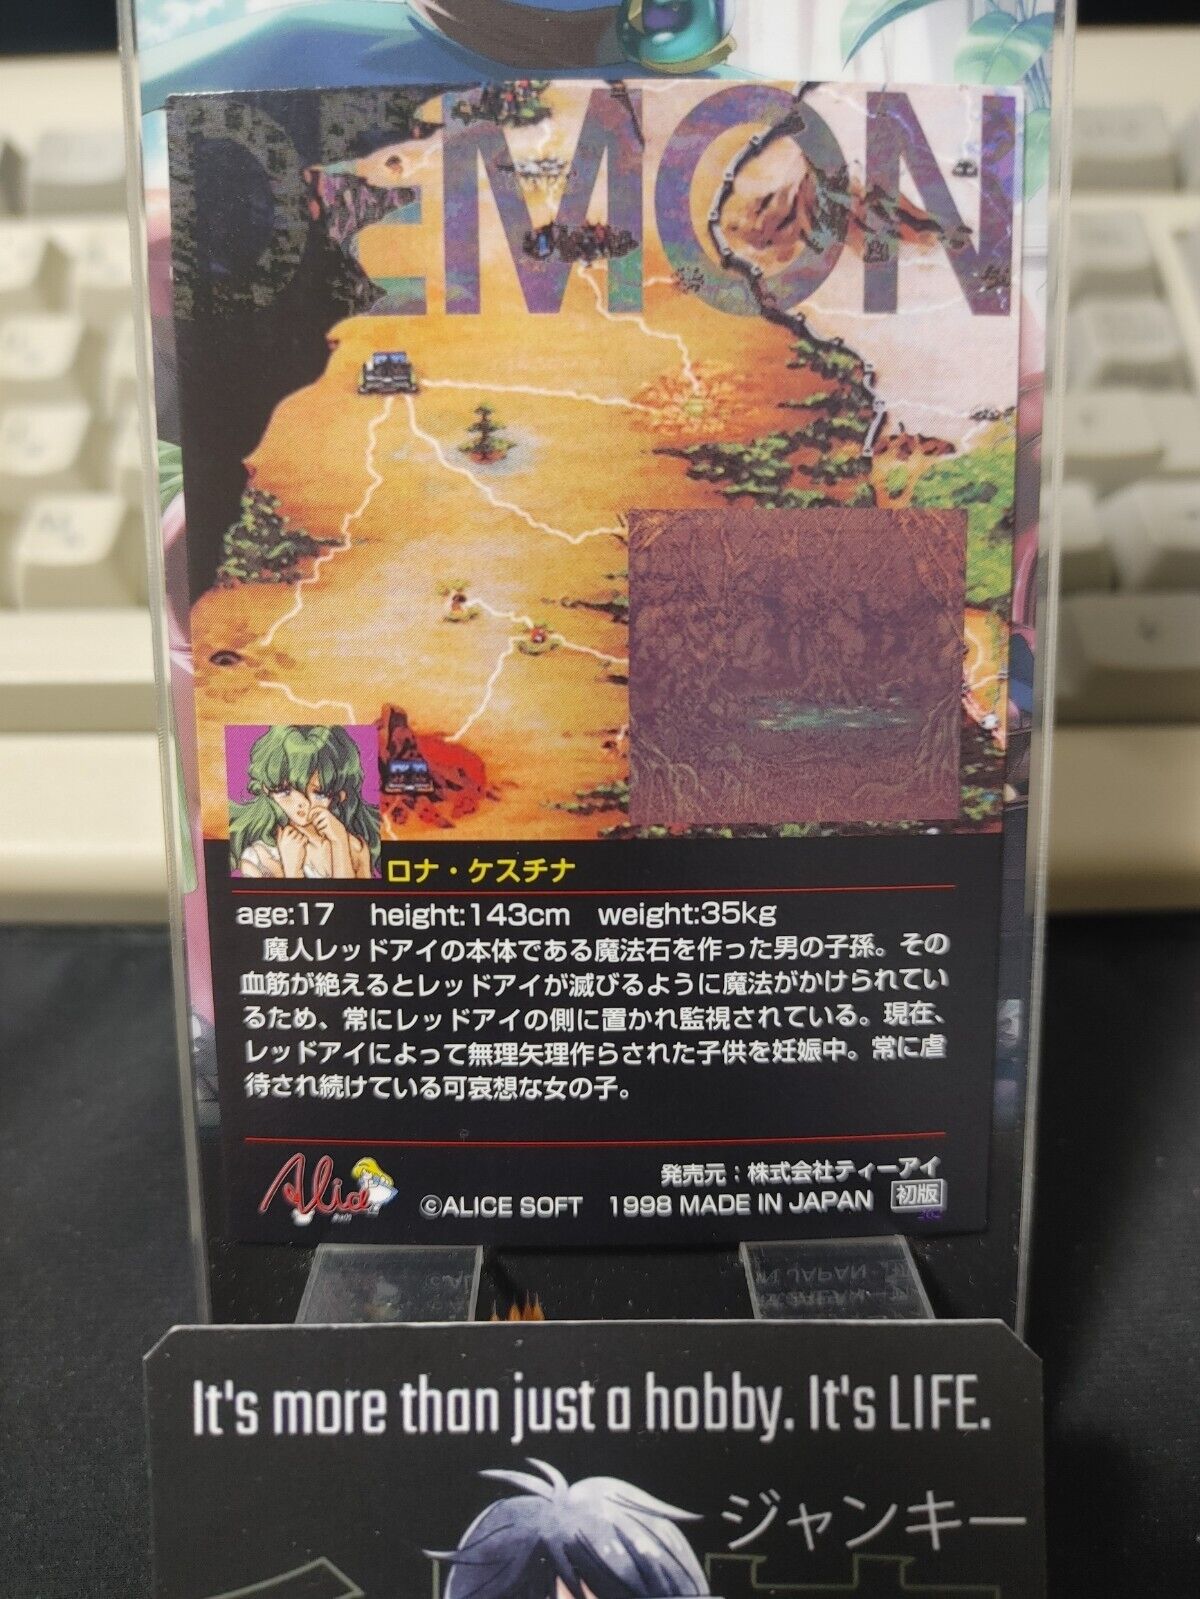 DEMON
ロナ・ケスチナ
age:17 height:143cm weight:35kg
魔人レッドアイの本体である魔法石を作った男の子孫。その
血筋が絶えるとレッドアイが滅びるように魔法がかけられてい
るため、常にレッドアイの側に置かれ監視されている。現在、
レッドアイによって無理矢理作らされた子供を妊娠中。常に虐
待され続けている可哀想な女の子。
Alice
発売元：株式会社ティーアイ
©ALICE SOFT 1998 MADE IN JAPAN 初版
It's more than just a hobby. It's LIFE.
ジャンキー